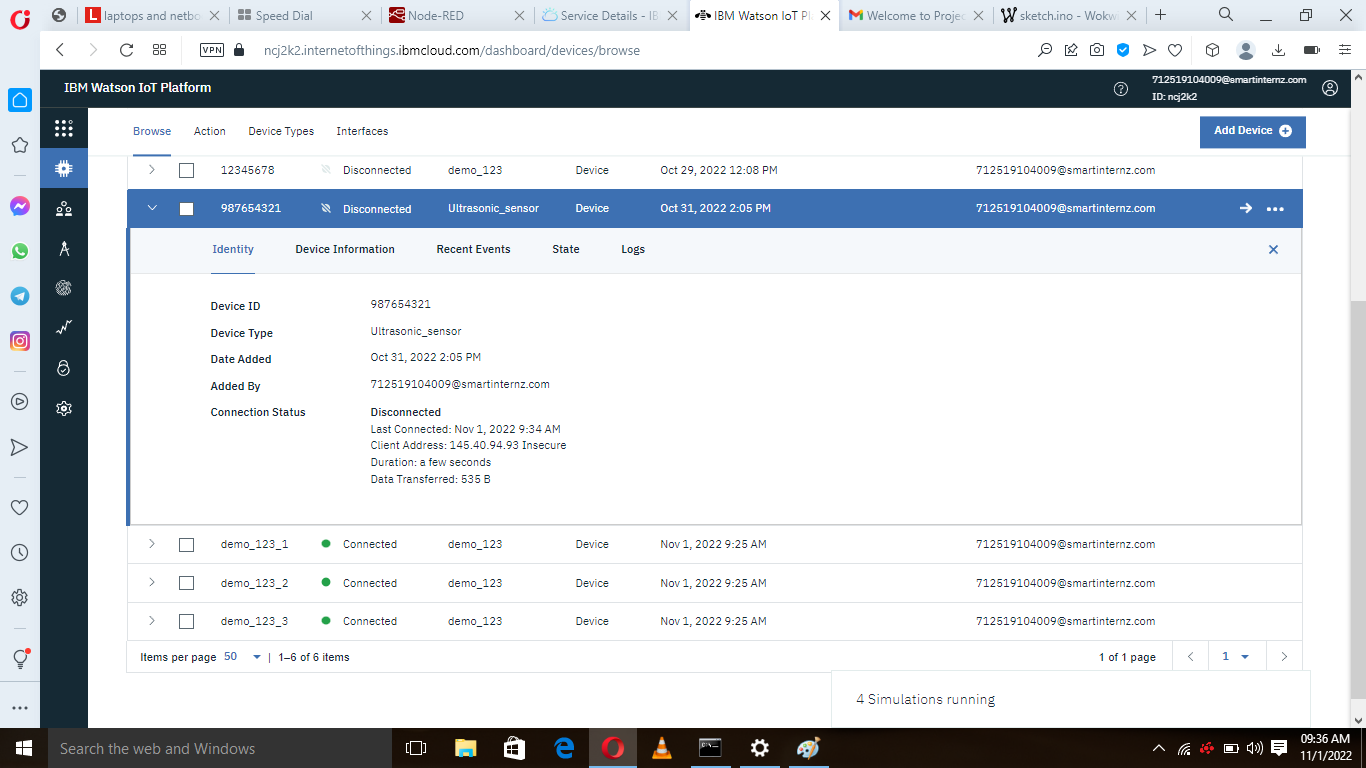 laptops and netbo
Speed Dial
Node-RED
Service Details - IB
IBM Watson IoT Pl
Welcome to Projec
sketch.ino - Wokw
VPN
ncj2k2.internetofthings.ibmcloud.com/dashboard/devices/browse
IBM Watson IoT Platform
712519104009@smartinternz.com
ID: ncj2k2
Browse Action Device Types Interfaces
Add Device
12345678 Disconnected demo_123 Device Oct 29, 2022 12:08 PM 712519104009@smartinternz.com
987654321 Disconnected Ultrasonic_sensor Device Oct 31, 2022 2:05 PM 712519104009@smartinternz.com
Identity Device Information Recent Events State Logs
Device ID 987654321
Device Type Ultrasonic_sensor
Date Added Oct 31, 2022 2:05 PM
Added By 712519104009@smartinternz.com
Connection Status Disconnected
Last Connected: Nov 1, 2022 9:34 AM
Client Address: 145.40.94.93 Insecure
Duration: a few seconds
Data Transferred: 535 B
demo_123_1 Connected demo_123 Device Nov 1, 2022 9:25 AM 712519104009@smartinternz.com
demo_123_2 Connected demo_123 Device Nov 1, 2022 9:25 AM 712519104009@smartinternz.com
demo_123_3 Connected demo_123 Device Nov 1, 2022 9:25 AM 712519104009@smartinternz.com
Items per page 50 | 1–6 of 6 items
1 of 1 page 1
4 Simulations running
Search the web and Windows
09:36 AM
11/1/2022